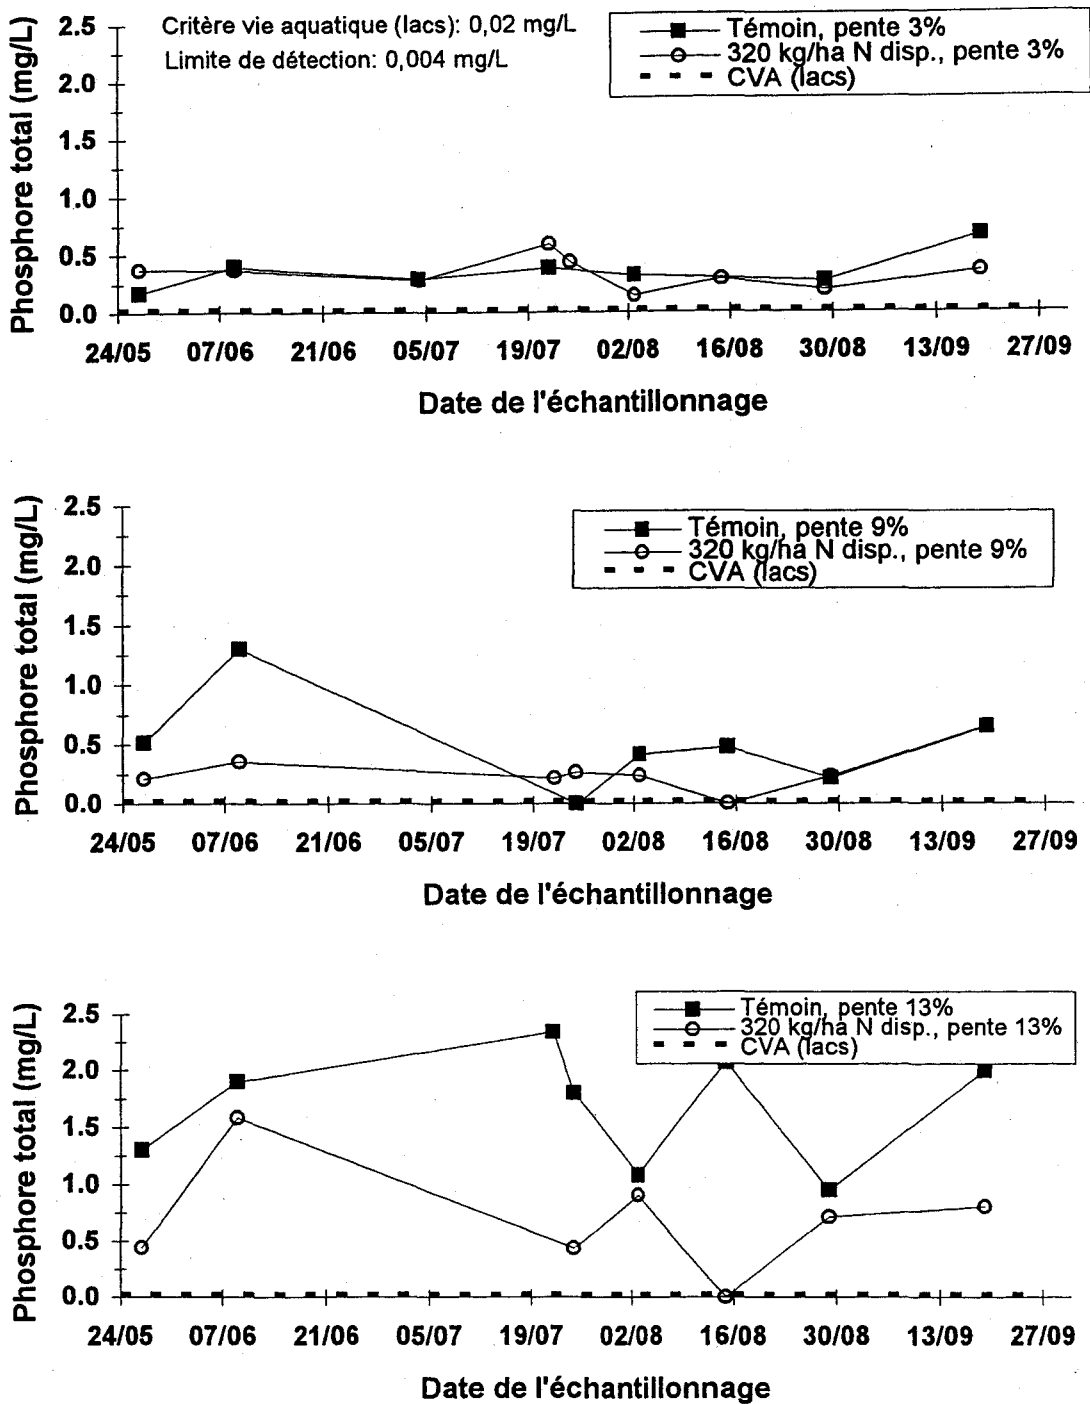 Critère vie aquatique (lacs): 0,02 mg/L
Limite de détection: 0,004 mg/L
Témoin, pente 3%
320 kg/ha N disp., pente 3%
CVA (lacs)
Phosphore total (mg/L)
2.5
2.0
1.5
1.0
0.5
0.0
24/05 07/06 21/06 05/07 19/07 02/08 16/08 30/08 13/09 27/09
Date de l'échantillonnage
Témoin, pente 9%
320 kg/ha N disp., pente 9%
CVA (lacs)
Phosphore total (mg/L)
2.5
2.0
1.5
1.0
0.5
0.0
24/05 07/06 21/06 05/07 19/07 02/08 16/08 30/08 13/09 27/09
Date de l'échantillonnage
Témoin, pente 13%
320 kg/ha N disp., pente 13%
CVA (lacs)
Phosphore total (mg/L)
2.5
2.0
1.5
1.0
0.5
0.0
24/05 07/06 21/06 05/07 19/07 02/08 16/08 30/08 13/09 27/09
Date de l'échantillonnage